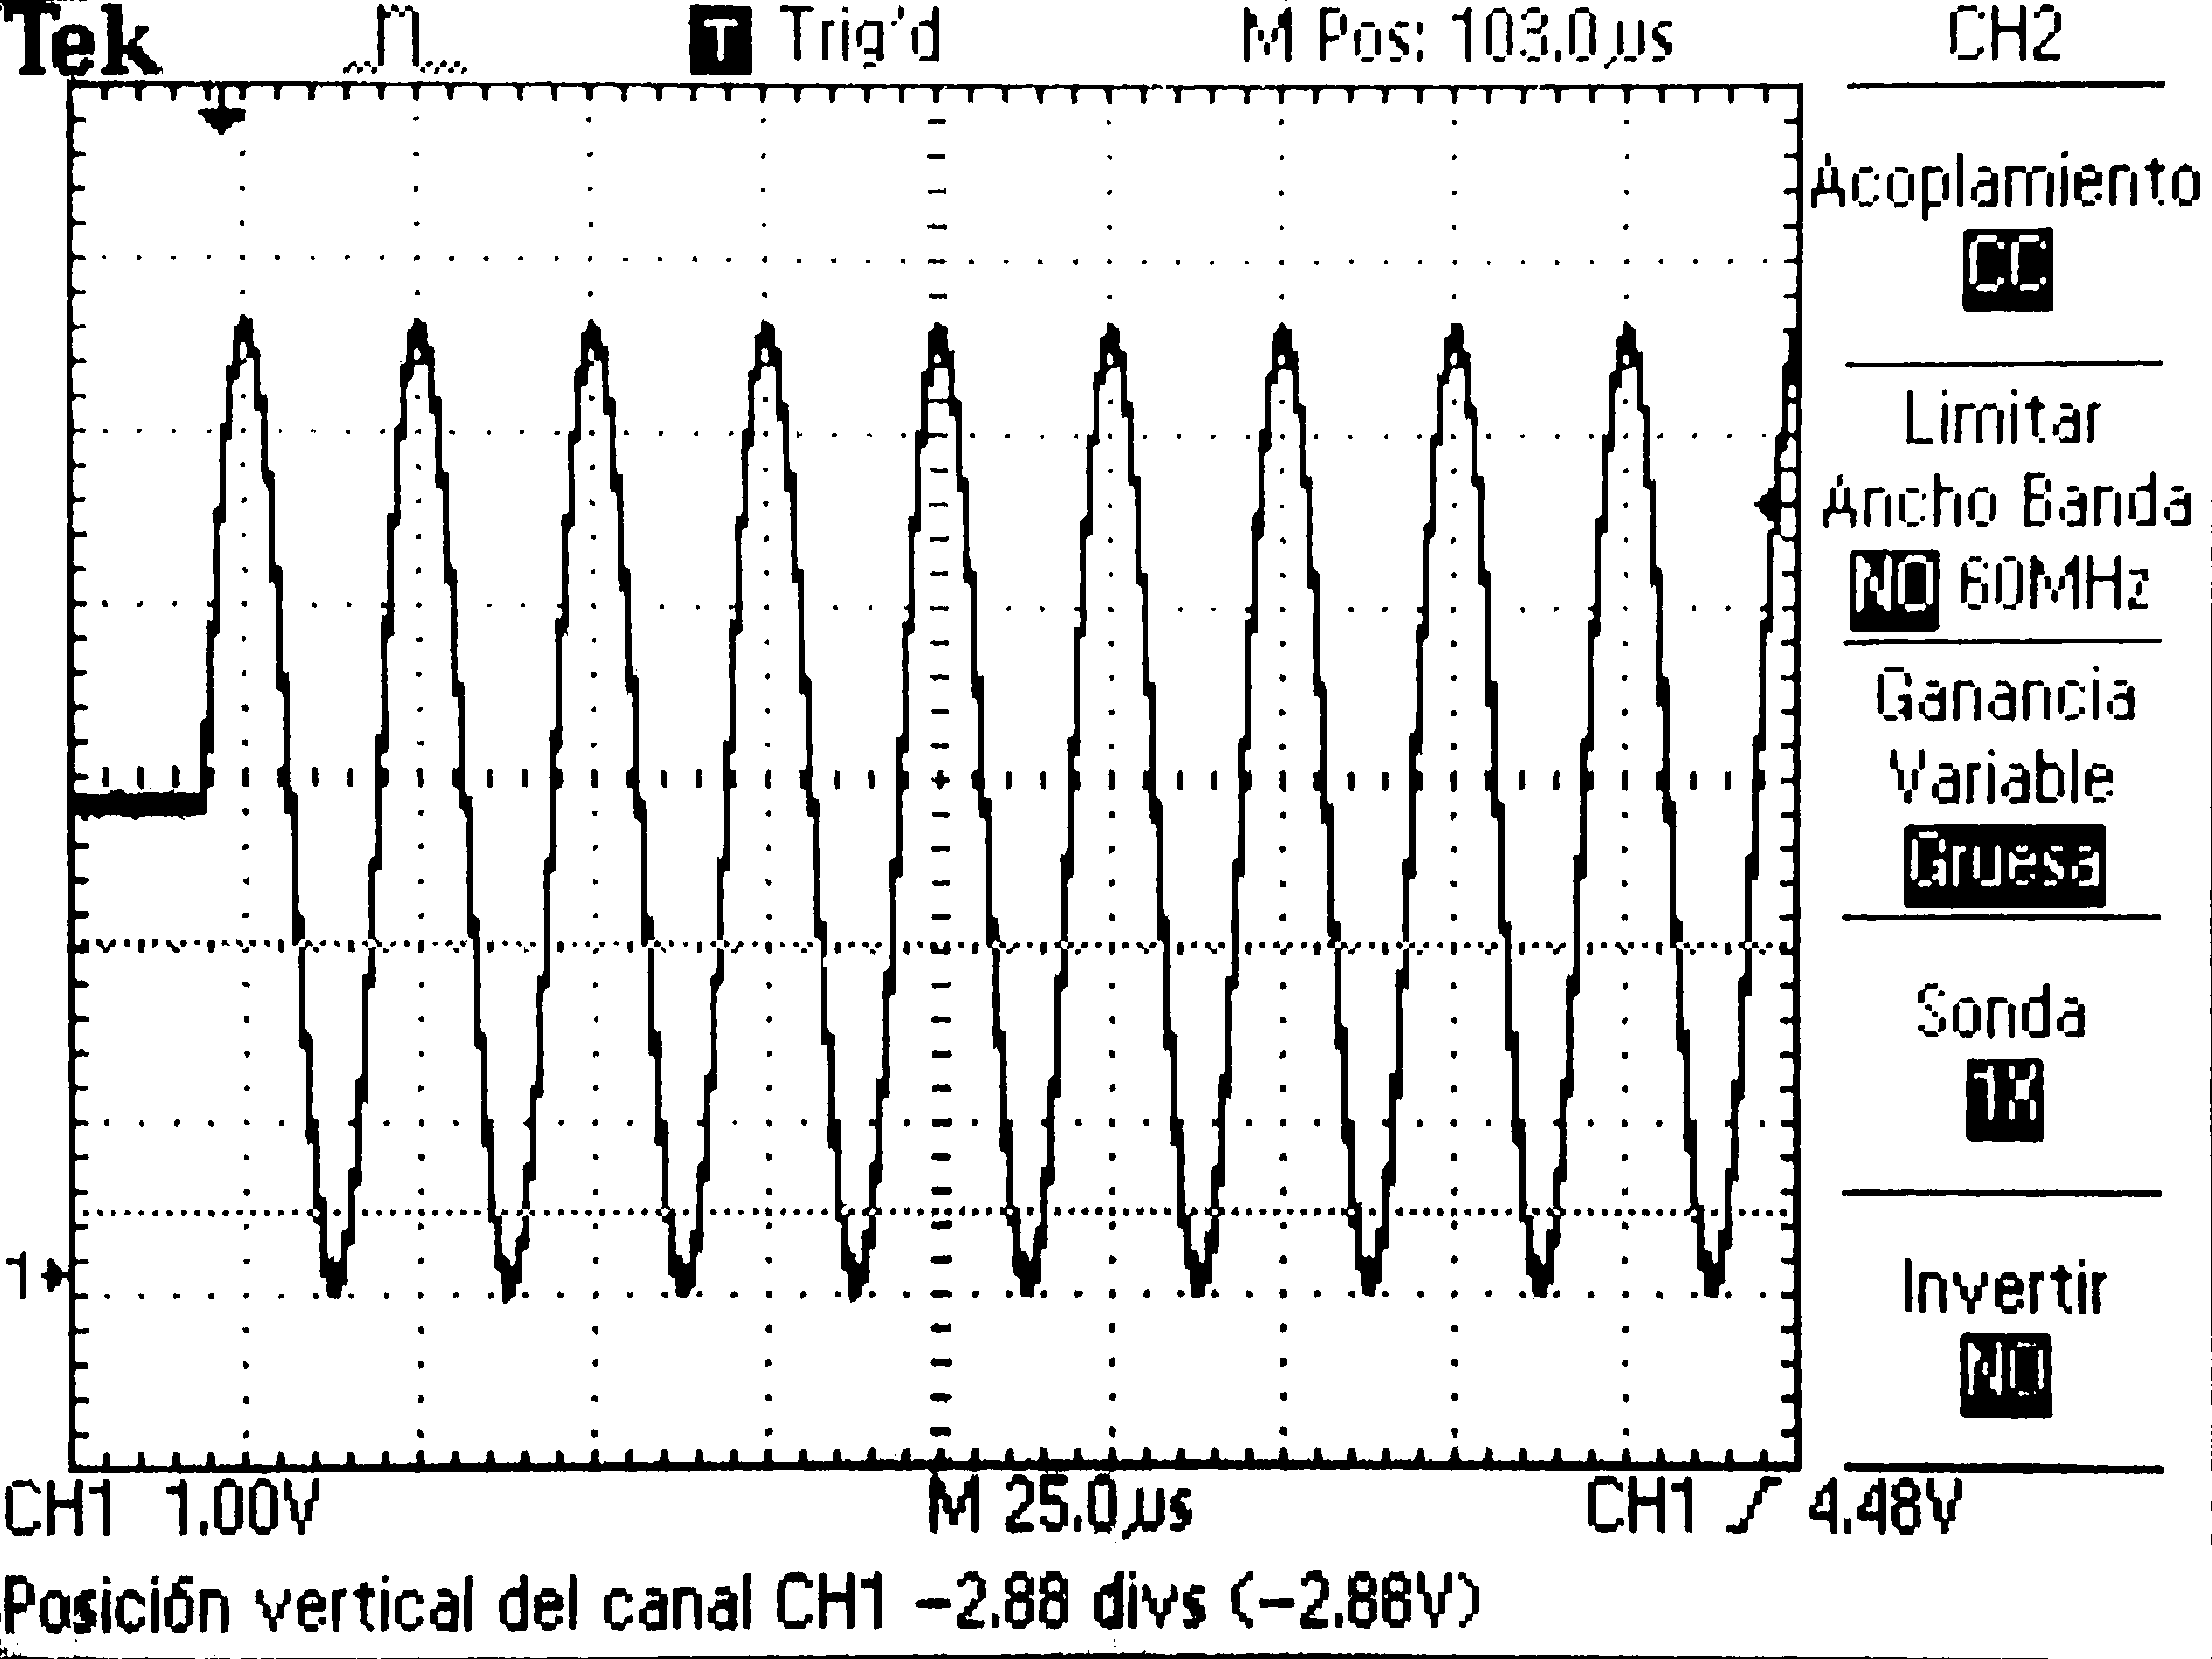 Tek T Trig'd M Pos: 103.0µs CH2
Acoplamiento
CC
Limitar
Ancho Banda
NO 60MHz
Ganancia
Variable
Gruesa
Sonda
1X
Invertir
NO
1
CH1 1.00V M 25.0µs CH1 4.48V
Posición vertical del canal CH1 -2.88 divs (-2.88V)